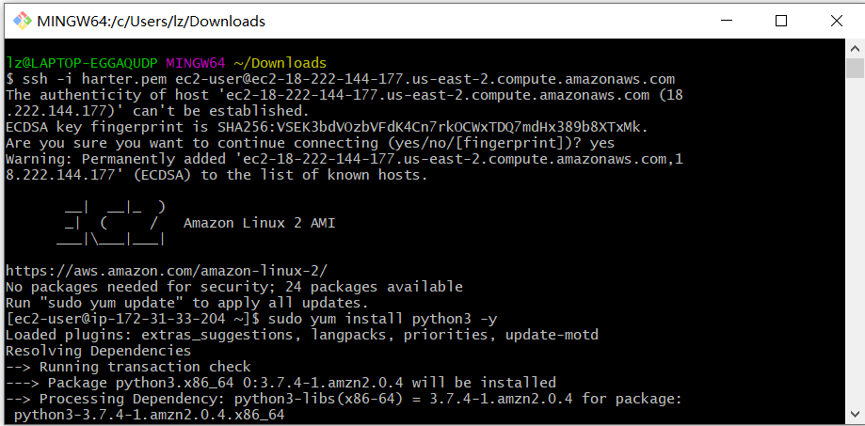 MINGW64:/c/Users/lz/Downloads
lz@LAPTOP-EGGAQUDP MINGW64 ~/Downloads
$ ssh -i harter.pem ec2-user@ec2-18-222-144-177.us-east-2.compute.amazonaws.com
The authenticity of host 'ec2-18-222-144-177.us-east-2.compute.amazonaws.com (18
.222.144.177)' can't be established.
ECDSA key fingerprint is SHA256:VSEK3bdVOzbVFdK4Cn7rkOCWxTDQ7mdHx389b8XTxMk.
Are you sure you want to continue connecting (yes/no/[fingerprint])? yes
Warning: Permanently added 'ec2-18-222-144-177.us-east-2.compute.amazonaws.com,1
8.222.144.177' (ECDSA) to the list of known hosts.
       __|  __|_  )
       _|  (     /   Amazon Linux 2 AMI
      ___|\___|___|
https://aws.amazon.com/amazon-linux-2/
No packages needed for security; 24 packages available
Run "sudo yum update" to apply all updates.
[ec2-user@ip-172-31-33-204 ~]$ sudo yum install python3 -y
Loaded plugins: extras_suggestions, langpacks, priorities, update-motd
Resolving Dependencies
--> Running transaction check
---> Package python3.x86_64 0:3.7.4-1.amzn2.0.4 will be installed
--> Processing Dependency: python3-libs(x86-64) = 3.7.4-1.amzn2.0.4 for package:
 python3-3.7.4-1.amzn2.0.4.x86_64